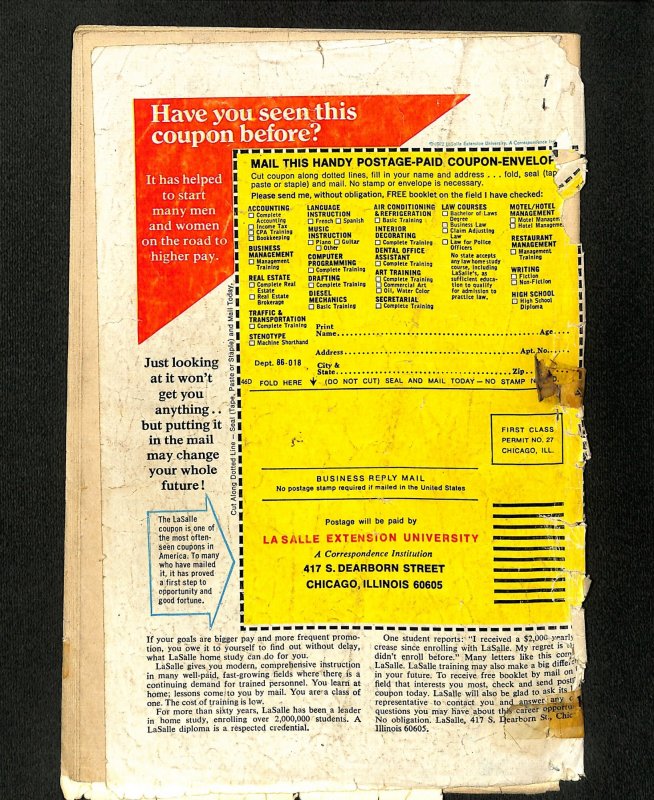 Have you seen this
coupon before?
It has helped
to start
many men
and women
on the road to
higher pay.
Just looking
at it won't
get you
anything..
but putting it
in the mail
may change
your whole
future!
The LaSalle
coupon is one of
the most often-
seen coupons in
America. To many
who have mailed
it, it has proved
a first step to
opportunity and
good fortune.
Cut Along Dotted Line — Seal (Tape, Paste or Staple) and Mail Today.
©1972 LaSalle Extension University. A Correspondence
MAIL THIS HANDY POSTAGE-PAID COUPON-ENVELOP
Cut coupon along dotted lines, fill in your name and address . . . fold, seal (tap
paste or staple) and mail. No stamp or envelope is necessary.
Please send me, without obligation, FREE booklet on the field I have checked:
ACCOUNTING
Complete
Accounting
Income Tax
CPA Training
Bookkeeping
BUSINESS
MANAGEMENT
Management
Training
REAL ESTATE
Complete Real
Estate
Real Estate
Brokerage
TRAFFIC &
TRANSPORTATION
Complete Training
STENOTYPE
Machine Shorthand
LANGUAGE
INSTRUCTION
French Spanish
MUSIC
INSTRUCTION
Piano Guitar
Other
COMPUTER
PROGRAMMING
Complete Training
DRAFTING
Complete Training
DIESEL
MECHANICS
Basic Training
AIR CONDITIONING
& REFRIGERATION
Basic Training
INTERIOR
DECORATING
Complete Training
DENTAL OFFICE
ASSISTANT
Complete Training
ART TRAINING
Complete Training
Commercial Art
Oil, Water Color
SECRETARIAL
Complete Training
LAW COURSES
Bachelor of Laws
Degree
Business Law
Claim Adjusting
Law
Law for Police
Officers
No state accepts
any law home study
course, including
LaSalle's, as
sufficient educa-
tion to qualify
for admission to
practice law.
MOTEL/HOTEL
MANAGEMENT
Motel Managem
Hotel Manageme
RESTAURANT
MANAGEMENT
Management
Training
WRITING
Fiction
Non-Fiction
HIGH SCHOOL
High School
Diploma
Print
Name Age
Address Apt. No.
Dept. 86-018 City &
State Zip
46D FOLD HERE (DO NOT CUT) SEAL AND MAIL TODAY — NO STAMP N
FIRST CLASS
PERMIT NO. 27
CHICAGO, ILL.
BUSINESS REPLY MAIL
No postage stamp required if mailed in the United States
Postage will be paid by
LA SALLE EXTENSION UNIVERSITY
A Correspondence Institution
417 S. DEARBORN STREET
CHICAGO, ILLINOIS 60605
If your goals are bigger pay and more frequent promo-
tion, you owe it to yourself to find out without delay,
what LaSalle home study can do for you.
LaSalle gives you modern, comprehensive instruction
in many well-paid, fast-growing fields where there is a
continuing demand for trained personnel. You learn at
home; lessons come to you by mail. You are a class of
one. The cost of training is low.
For more than sixty years, LaSalle has been a leader
in home study, enrolling over 2,000,000 students. A
LaSalle diploma is a respected credential.
One student reports: "I received a $2,000 yearly
crease since enrolling with LaSalle. My regret is
didn't enroll before." Many letters like this com
LaSalle. LaSalle training may also make a big differe
in your future. To receive free booklet by mail on
field that interests you most, check and send post
coupon today. LaSalle will also be glad to ask its
representative to contact you and answer any
questions you may have about this career opportu
No obligation. LaSalle, 417 S. Dearborn St., Chic
Illinois 60605.